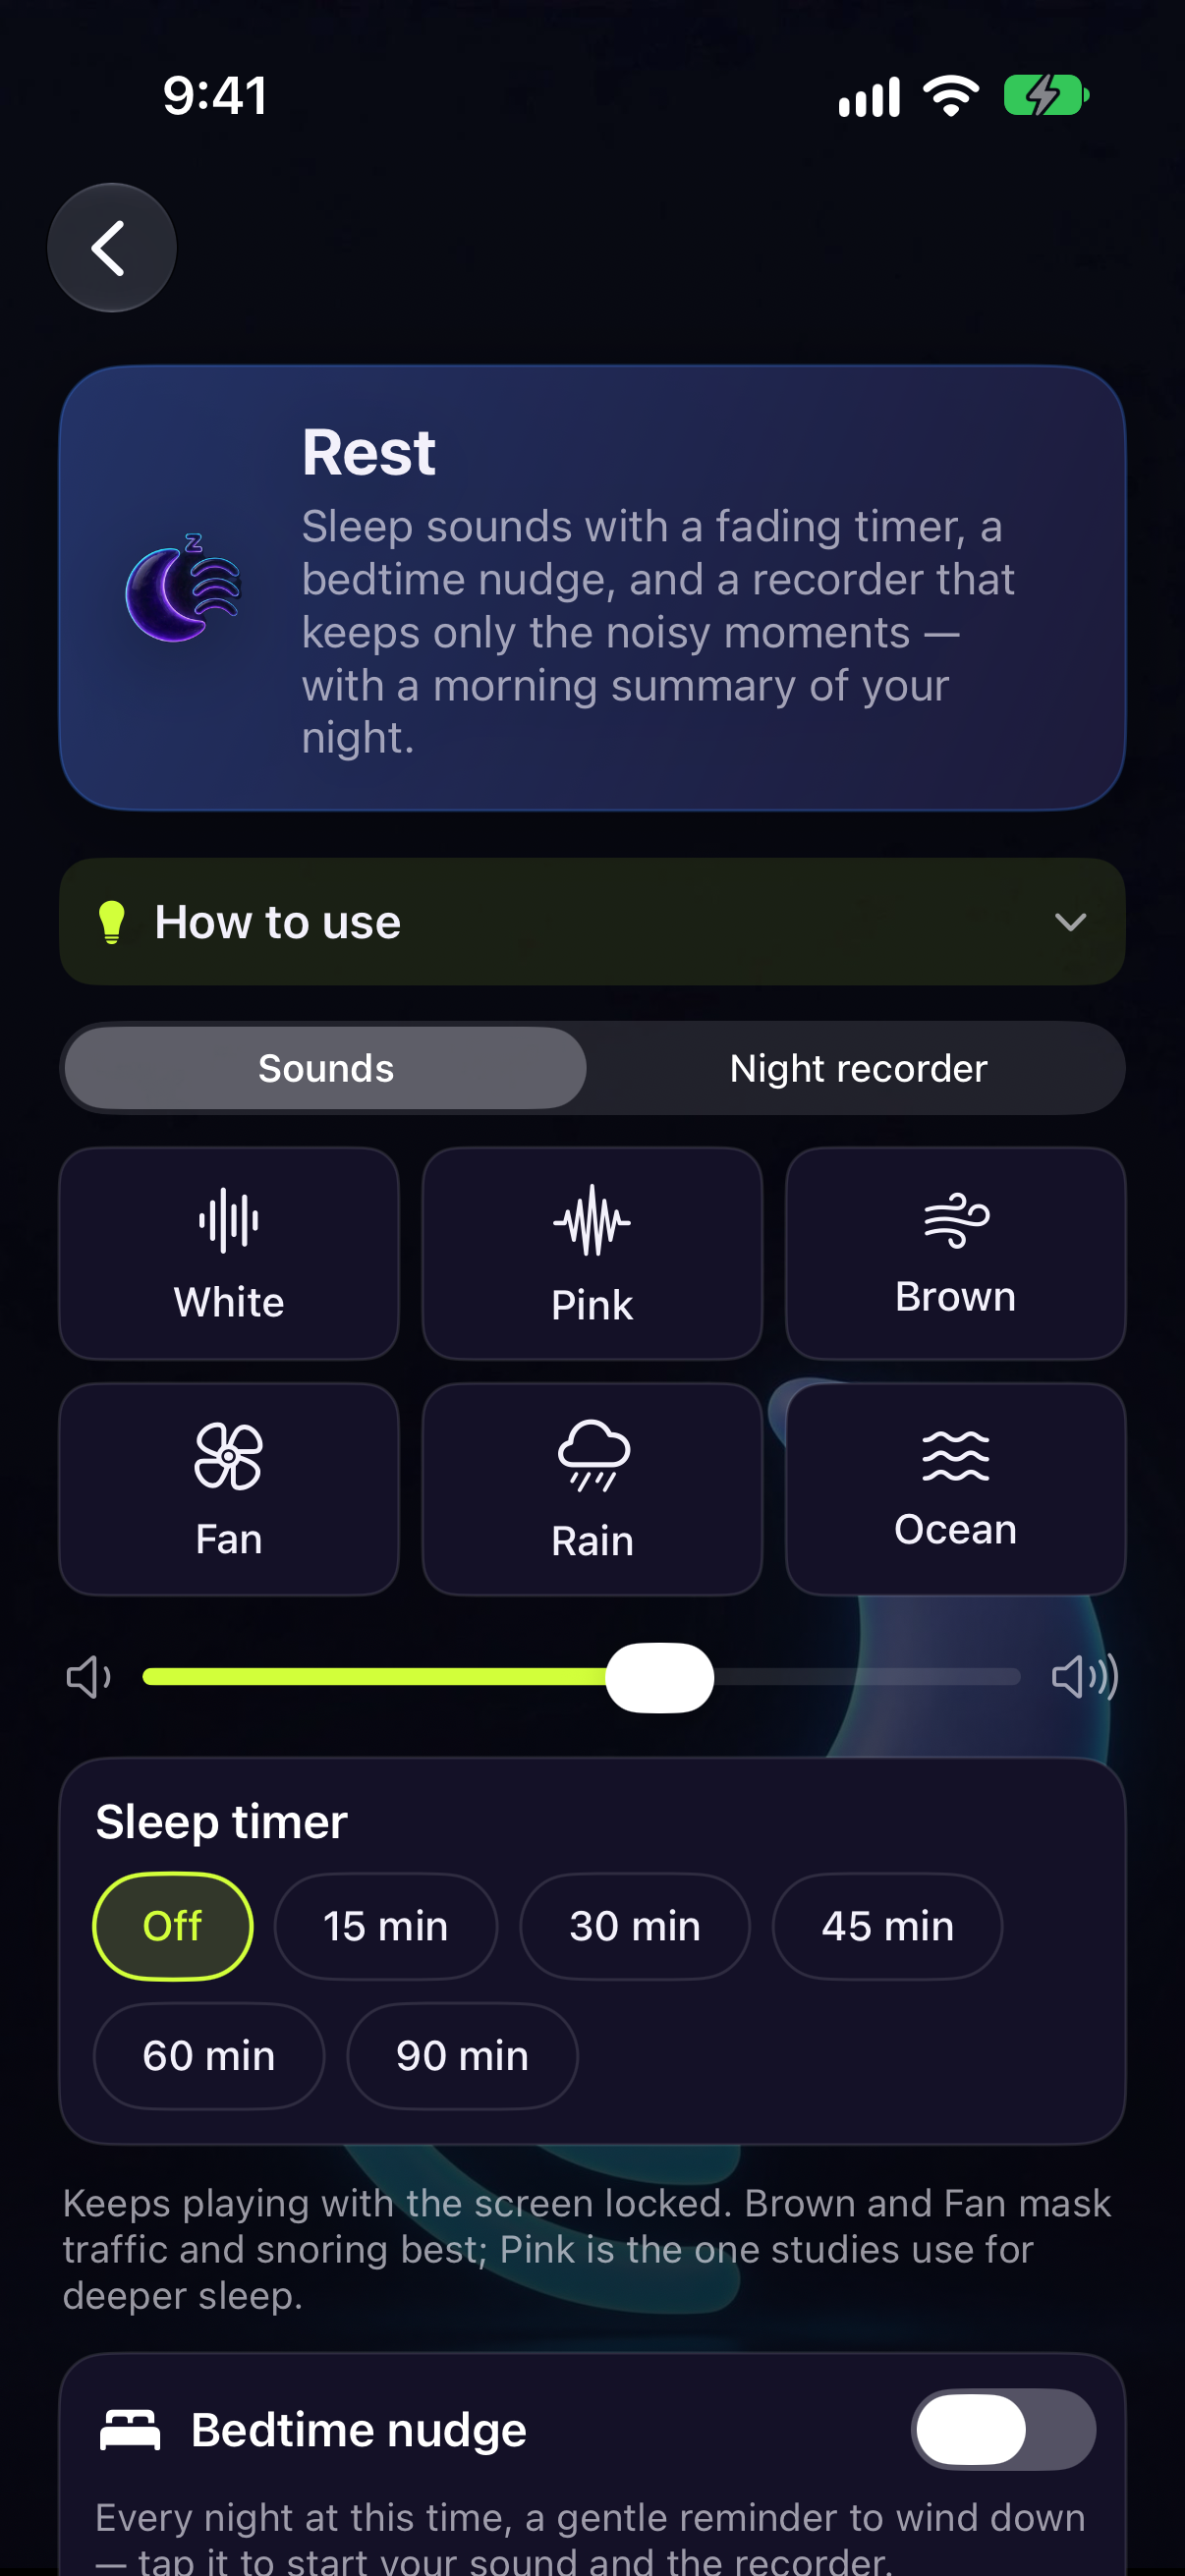 9:41
Rest
Sleep sounds with a fading timer, a
bedtime nudge, and a recorder that
keeps only the noisy moments —
with a morning summary of your
night.
How to use
Sounds
Night recorder
White
Pink
Brown
Fan
Rain
Ocean
Sleep timer
Off
15 min
30 min
45 min
60 min
90 min
Keeps playing with the screen locked. Brown and Fan mask
traffic and snoring best; Pink is the one studies use for
deeper sleep.
Bedtime nudge
Every night at this time, a gentle reminder to wind down
— tap it to start your sound and the recorder.